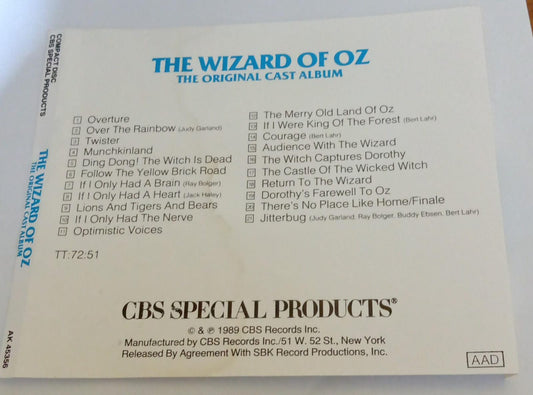 COMPACT DISC
CBS SPECIAL PRODUCTS
THE WIZARD OF OZ
THE ORIGINAL CAST ALBUM
AK 45356
THE WIZARD OF OZ
THE ORIGINAL CAST ALBUM
1 Overture
2 Over The Rainbow (Judy Garland)
3 Twister
4 Munchkinland
5 Ding Dong! The Witch Is Dead
6 Follow The Yellow Brick Road
7 If I Only Had A Brain (Ray Bolger)
8 If I Only Had A Heart (Jack Haley)
9 Lions And Tigers And Bears
10 If I Only Had The Nerve
11 Optimistic Voices
TT:72:51
12 The Merry Old Land Of Oz
13 If I Were King Of The Forest (Bert Lahr)
14 Courage (Bert Lahr)
15 Audience With The Wizard
16 The Witch Captures Dorothy
17 The Castle Of The Wicked Witch
18 Return To The Wizard
19 Dorothy's Farewell To Oz
20 There's No Place Like Home/Finale
21 Jitterbug (Judy Garland, Ray Bolger, Buddy Ebsen, Bert Lahr)
CBS SPECIAL PRODUCTS®
© & ℗ 1989 CBS Records Inc.
Manufactured by CBS Records Inc./51 W. 52 St., New York
Released By Agreement With SBK Record Productions, Inc.
AAD